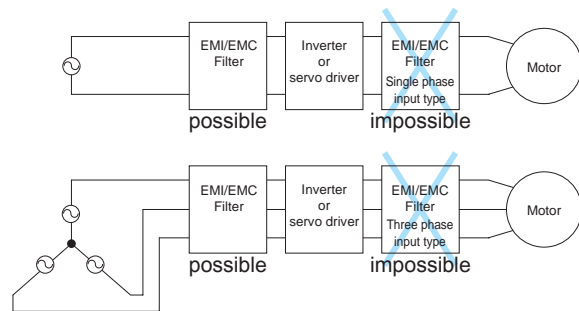 EMI/EMC
Filter
Inverter
or
servo driver
EMI/EMC
Filter
Single phase
input type
Motor
possible
impossible
EMI/EMC
Filter
Inverter
or
servo driver
EMI/EMC
Filter
Three phase
input type
Motor
possible
impossible